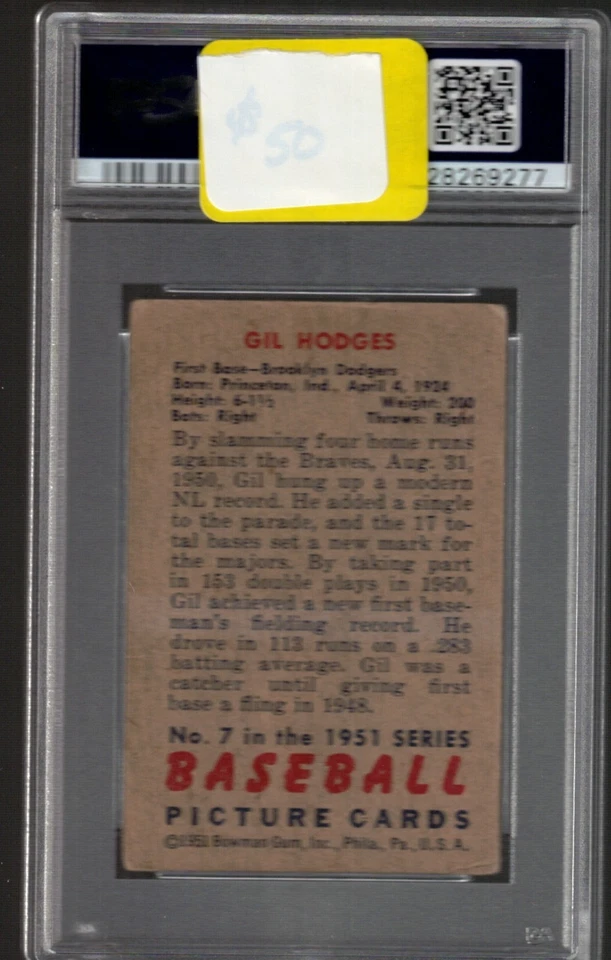 $50
28269277
GIL HODGES
First Base—Brooklyn Dodgers
Born: Princeton, Ind., April 4, 1924
Height: 6-1½ Weight: 200
Bats: Right Throws: Right
By slamming four home runs
against the Braves, Aug. 31,
1950, Gil hung up a modern
NL record. He added a single
to the parade, and the 17 to-
tal bases set a new mark for
the majors. By taking part
in 153 double plays in 1950,
Gil achieved a new first base-
man's fielding record. He
drove in 113 runs on a .283
batting average. Gil was a
catcher until giving first
base a fling in 1948.
No. 7 in the 1951 SERIES
BASEBALL
PICTURE CARDS
©1951 Bowman Gum, Inc., Phila., Pa., U.S.A.